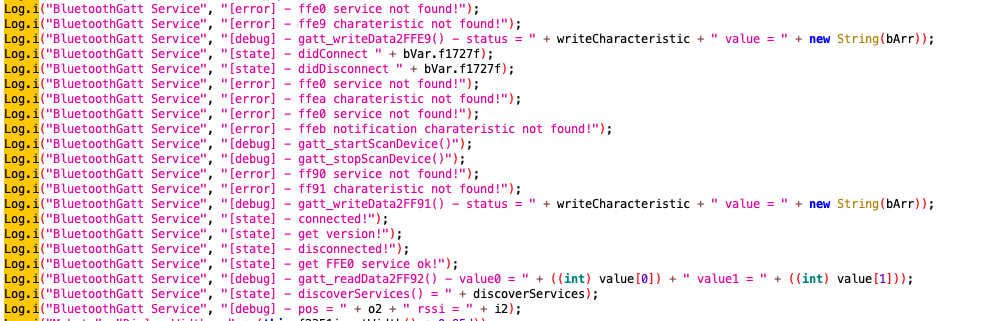 Log.i("BluetoothGatt Service", "[error] - ffe0 service not found!");
Log.i("BluetoothGatt Service", "[error] - ffe9 charateristic not found!");
Log.i("BluetoothGatt Service", "[debug] - gatt_writeData2FFE9() - status = " + writeCharacteristic + " value = " + new String(bArr));
Log.i("BluetoothGatt Service", "[state] - didConnect " + bVar.f1727f);
Log.i("BluetoothGatt Service", "[state] - didDisconnect " + bVar.f1727f);
Log.i("BluetoothGatt Service", "[error] - ffe0 service not found!");
Log.i("BluetoothGatt Service", "[error] - ffea charateristic not found!");
Log.i("BluetoothGatt Service", "[error] - ffe0 service not found!");
Log.i("BluetoothGatt Service", "[error] - ffeb notification charateristic not found!");
Log.i("BluetoothGatt Service", "[debug] - gatt_startScanDevice()");
Log.i("BluetoothGatt Service", "[debug] - gatt_stopScanDevice()");
Log.i("BluetoothGatt Service", "[error] - ff90 service not found!");
Log.i("BluetoothGatt Service", "[error] - ff91 charateristic not found!");
Log.i("BluetoothGatt Service", "[debug] - gatt_writeData2FF91() - status = " + writeCharacteristic + " value = " + new String(bArr));
Log.i("BluetoothGatt Service", "[state] - connected!");
Log.i("BluetoothGatt Service", "[state] - get version!");
Log.i("BluetoothGatt Service", "[state] - disconnected!");
Log.i("BluetoothGatt Service", "[state] - get FFE0 service ok!");
Log.i("BluetoothGatt Service", "[debug] - gatt_readData2FF92() - value0 = " + ((int) value[0]) + " value1 = " + ((int) value[1]));
Log.i("BluetoothGatt Service", "[state] - discoverServices() = " + discoverServices);
Log.i("BluetoothGatt Service", "[debug] - pos = " + o2 + " rssi = " + i2);